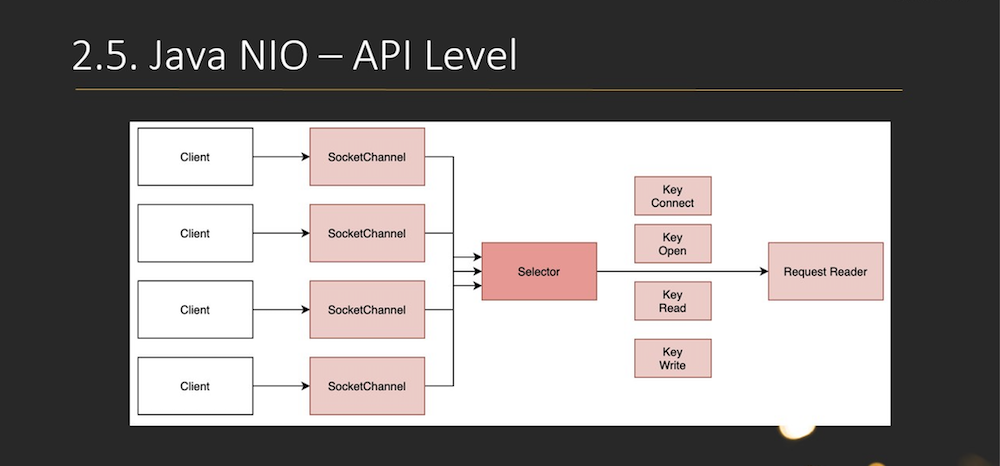 2.5. Java NIO – API Level
Client
SocketChannel
Client
SocketChannel
Client
SocketChannel
Client
SocketChannel
Selector
Key
Connect
Key
Open
Key
Read
Key
Write
Request Reader